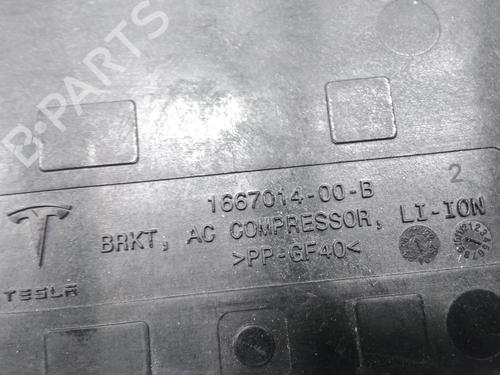 B-PARTS
1667014-00-B
2
BRKT, AC COMPRESSOR, LI-ION
>PP-GF40<
TESLA